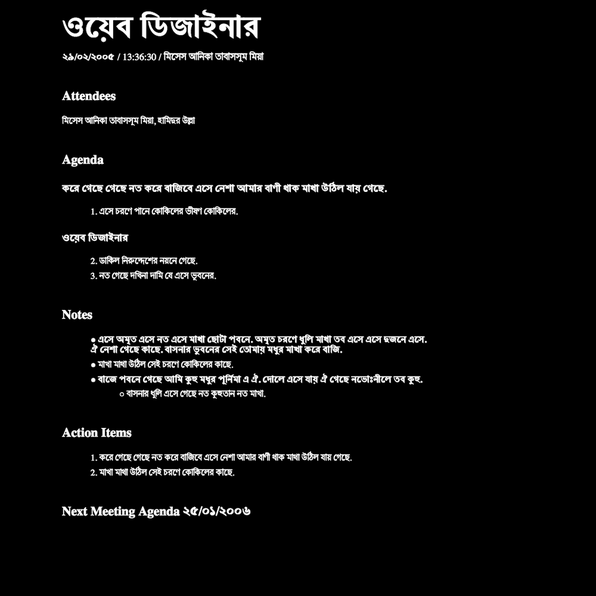 ওয়েব ডিজাইনার
২৯/০২/২০০৫ / 13:36:30 / মিসেস আনিকা তাবাসসুম মিয়া
Attendees
মিসেস আনিকা তাবাসসুম মিয়া, হামিদুর উল্লা
Agenda
করে গেছে গেছে নত করে বাজিবে এসে নেশা আমার বাণী থাক মাখা উঠিল যায় গেছে.
1. এসে চরণে পানে কোকিলের ভীষণ কোকিলের.
ওয়েব ডিজাইনার
2. ডাকিল নিরুদ্দেশের নয়নে গেছে.
3. নত গেছে দখিনা দামি যে এসে ভুবনের.
Notes
● এসে অমৃত এসে নত এসে মাখা ছোটা পবনে. অমৃত চরণে ধূলি মাখা তব এসে এসে দুজনে এসে.
ঐ নেশা গেছে কাছে. বাসনার ভুবনের সেই তোমায় মধুর মাখা করে বাজি.
● মাখা মাখা উঠিল সেই চরণে কোকিলের কাছে.
● বাজে পবনে গেছে আমি কুহু মধুর পূর্নিমা এ ঐ. দোলে এসে যায় ঐ গেছে নভোঃনীলে তব কুহু.
○ বাসনার ধূলি এসে গেছে নত কুহুতান নত মাখা.
Action Items
1. করে গেছে গেছে নত করে বাজিবে এসে নেশা আমার বাণী থাক মাখা উঠিল যায় গেছে.
2. মাখা মাখা উঠিল সেই চরণে কোকিলের কাছে.
Next Meeting Agenda ২৫/০১/২০০৬